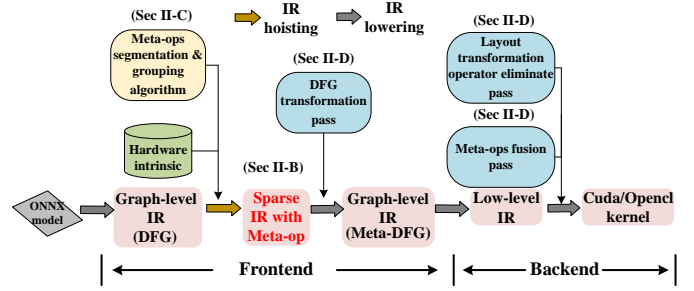 (Sec II-C)
IR
hoisting
IR
lowering
(Sec II-D)
Meta-ops
segmentation &
grouping
algorithm
(Sec II-D)
Layout
transformation
operator eliminate
pass
DFG
transformation
pass
(Sec II-D)
Hardware
intrinsic
(Sec II-B)
Meta-ops fusion
pass
ONNX
model
Graph-level
IR
(DFG)
Sparse
IR with
Meta-op
Graph-level
IR
(Meta-DFG)
Low-level
IR
Cuda/Opencl
kernel
Frontend
Backend